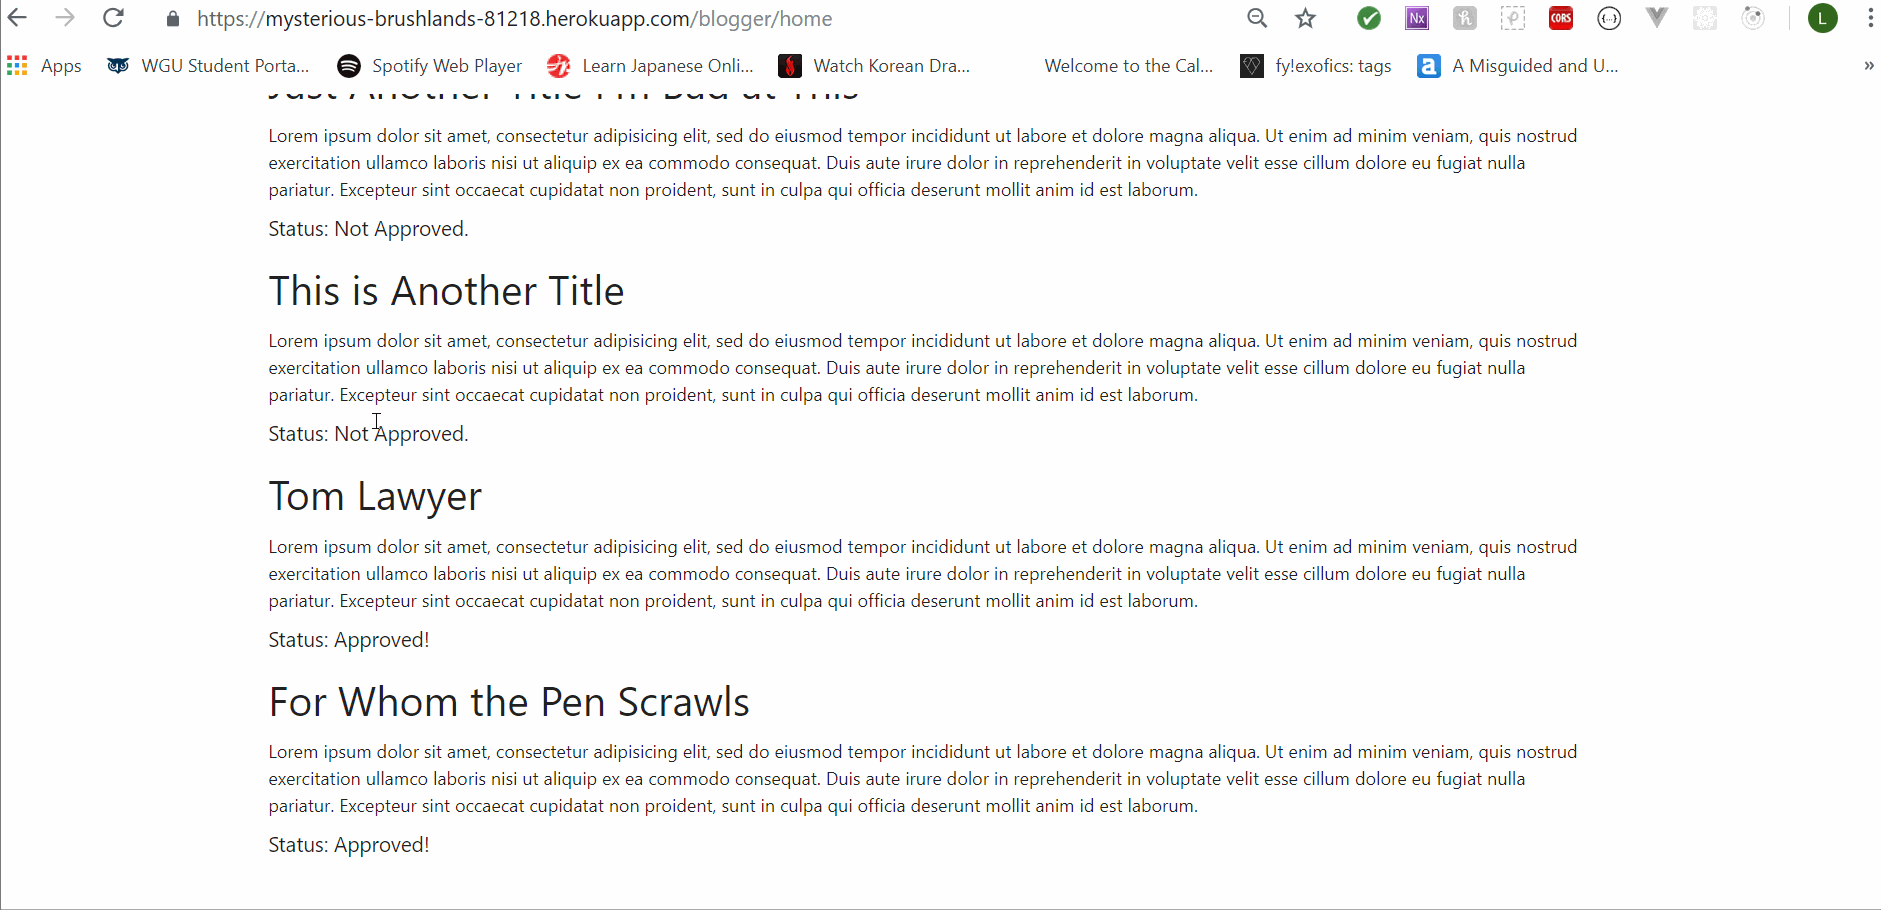 https://mysterious-brushlands-81218.herokuapp.com/blogger/home
Nx
CORS
L
Apps
WGU Student Porta...
Spotify Web Player
Learn Japanese Onli...
Watch Korean Dra...
Welcome to the Cal...
fy!exofics: tags
A Misguided and U...
»
Just Another Title I'm Bad at This
Lorem ipsum dolor sit amet, consectetur adipisicing elit, sed do eiusmod tempor incididunt ut labore et dolore magna aliqua. Ut enim ad minim veniam, quis nostrud
exercitation ullamco laboris nisi ut aliquip ex ea commodo consequat. Duis aute irure dolor in reprehenderit in voluptate velit esse cillum dolore eu fugiat nulla
pariatur. Excepteur sint occaecat cupidatat non proident, sunt in culpa qui officia deserunt mollit anim id est laborum.
Status: Not Approved.
This is Another Title
Lorem ipsum dolor sit amet, consectetur adipisicing elit, sed do eiusmod tempor incididunt ut labore et dolore magna aliqua. Ut enim ad minim veniam, quis nostrud
exercitation ullamco laboris nisi ut aliquip ex ea commodo consequat. Duis aute irure dolor in reprehenderit in voluptate velit esse cillum dolore eu fugiat nulla
pariatur. Excepteur sint occaecat cupidatat non proident, sunt in culpa qui officia deserunt mollit anim id est laborum.
Status: Not Approved.
Tom Lawyer
Lorem ipsum dolor sit amet, consectetur adipisicing elit, sed do eiusmod tempor incididunt ut labore et dolore magna aliqua. Ut enim ad minim veniam, quis nostrud
exercitation ullamco laboris nisi ut aliquip ex ea commodo consequat. Duis aute irure dolor in reprehenderit in voluptate velit esse cillum dolore eu fugiat nulla
pariatur. Excepteur sint occaecat cupidatat non proident, sunt in culpa qui officia deserunt mollit anim id est laborum.
Status: Approved!
For Whom the Pen Scrawls
Lorem ipsum dolor sit amet, consectetur adipisicing elit, sed do eiusmod tempor incididunt ut labore et dolore magna aliqua. Ut enim ad minim veniam, quis nostrud
exercitation ullamco laboris nisi ut aliquip ex ea commodo consequat. Duis aute irure dolor in reprehenderit in voluptate velit esse cillum dolore eu fugiat nulla
pariatur. Excepteur sint occaecat cupidatat non proident, sunt in culpa qui officia deserunt mollit anim id est laborum.
Status: Approved!